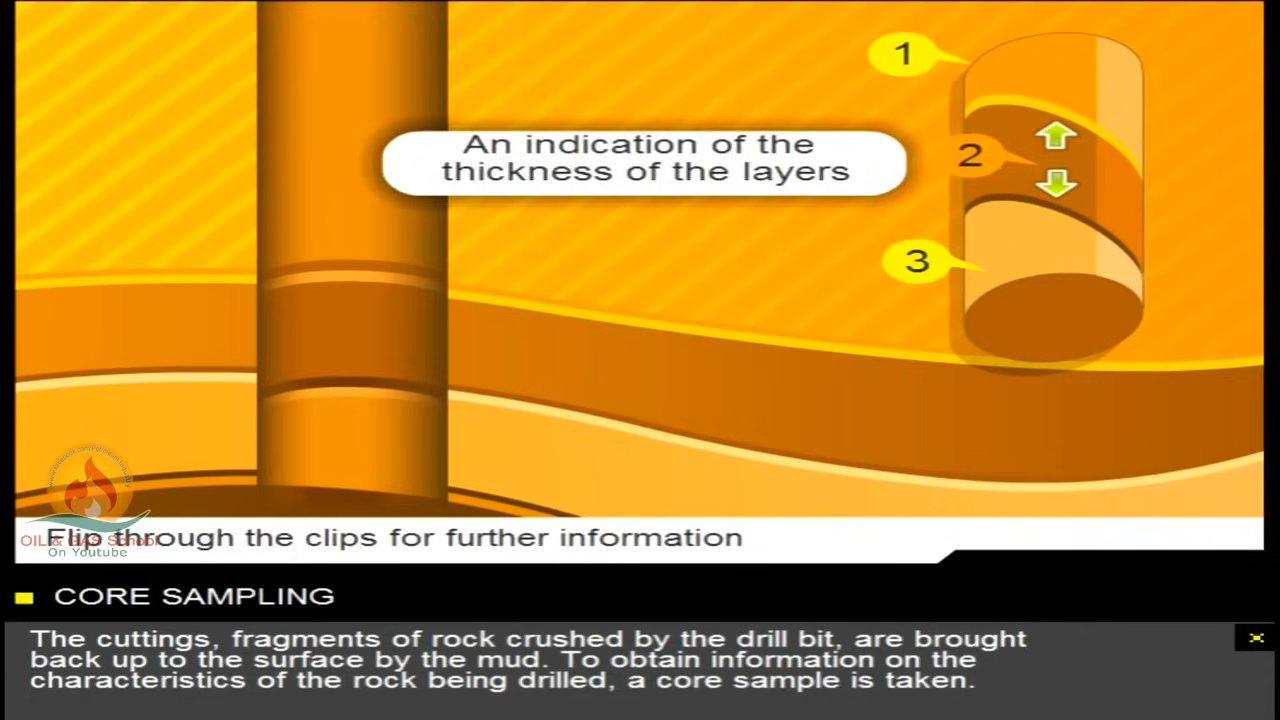 1
An indication of the
thickness of the layers
2
3
Flip through the clips for further information
OIL & GAS School
On Youtube
CORE SAMPLING
The cuttings, fragments of rock crushed by the drill bit, are brought
back up to the surface by the mud. To obtain information on the
characteristics of the rock being drilled, a core sample is taken.